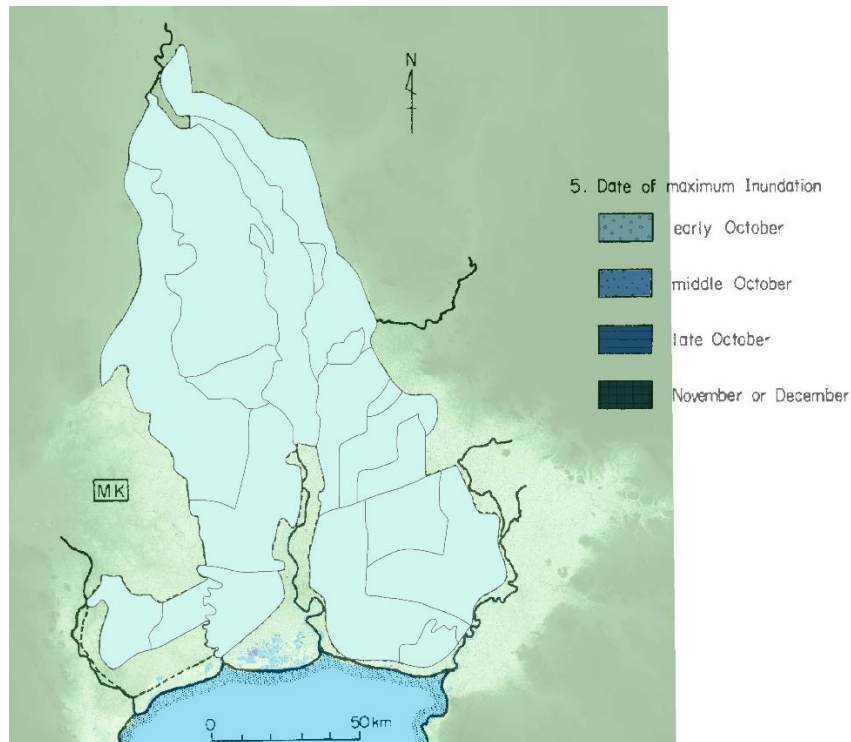 N
5. Date of maximum Inundation
early October
middle October
late October
November or December
MK
0 50 km